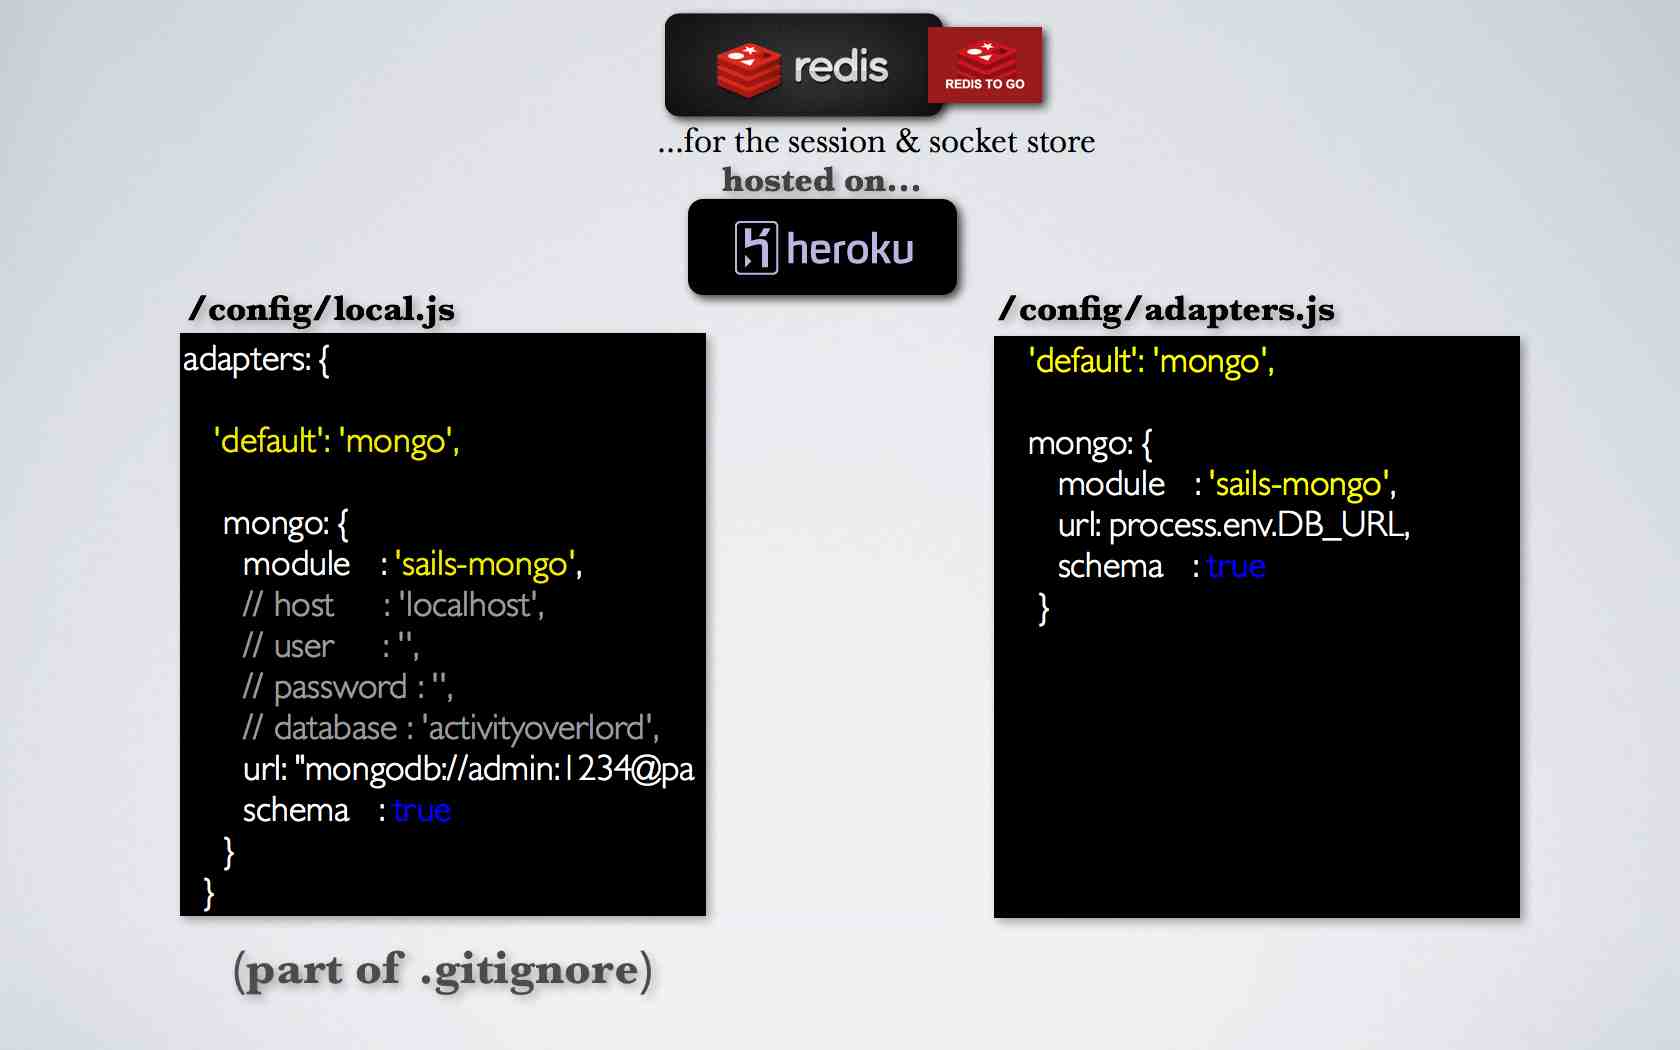 redis
REDIS TO GO
...for the session & socket store
hosted on...
heroku
/config/local.js
adapters: {
'default': 'mongo',
mongo: {
module : 'sails-mongo',
// host : 'localhost',
// user : '',
// password : '',
// database : 'activityoverlord',
url: "mongodb://admin:1234@pa
schema : true
}
}
(part of .gitignore)
/config/adapters.js
'default': 'mongo',
mongo: {
module : 'sails-mongo',
url: process.env.DB_URL,
schema : true
}